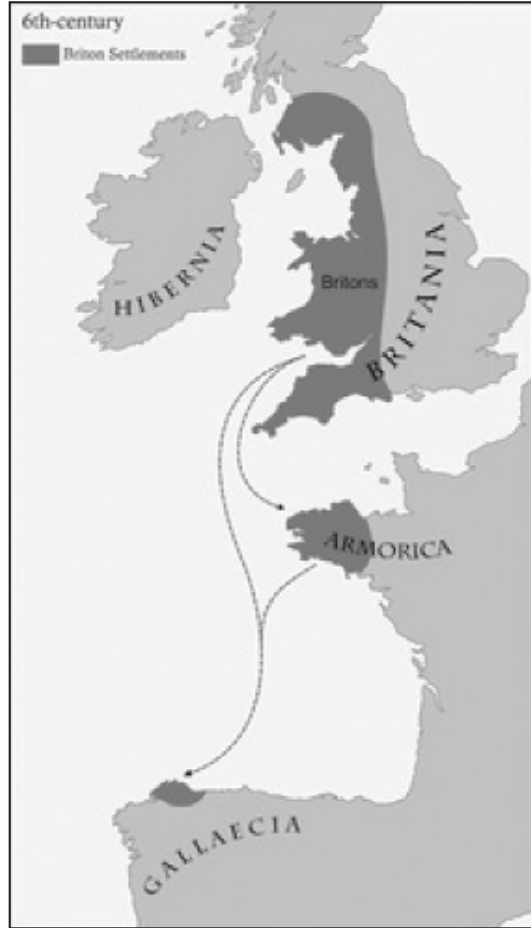 6th-century
Briton Settlements
HIBERNIA
Britons
BRITANIA
ARMORICA
GALLAECIA